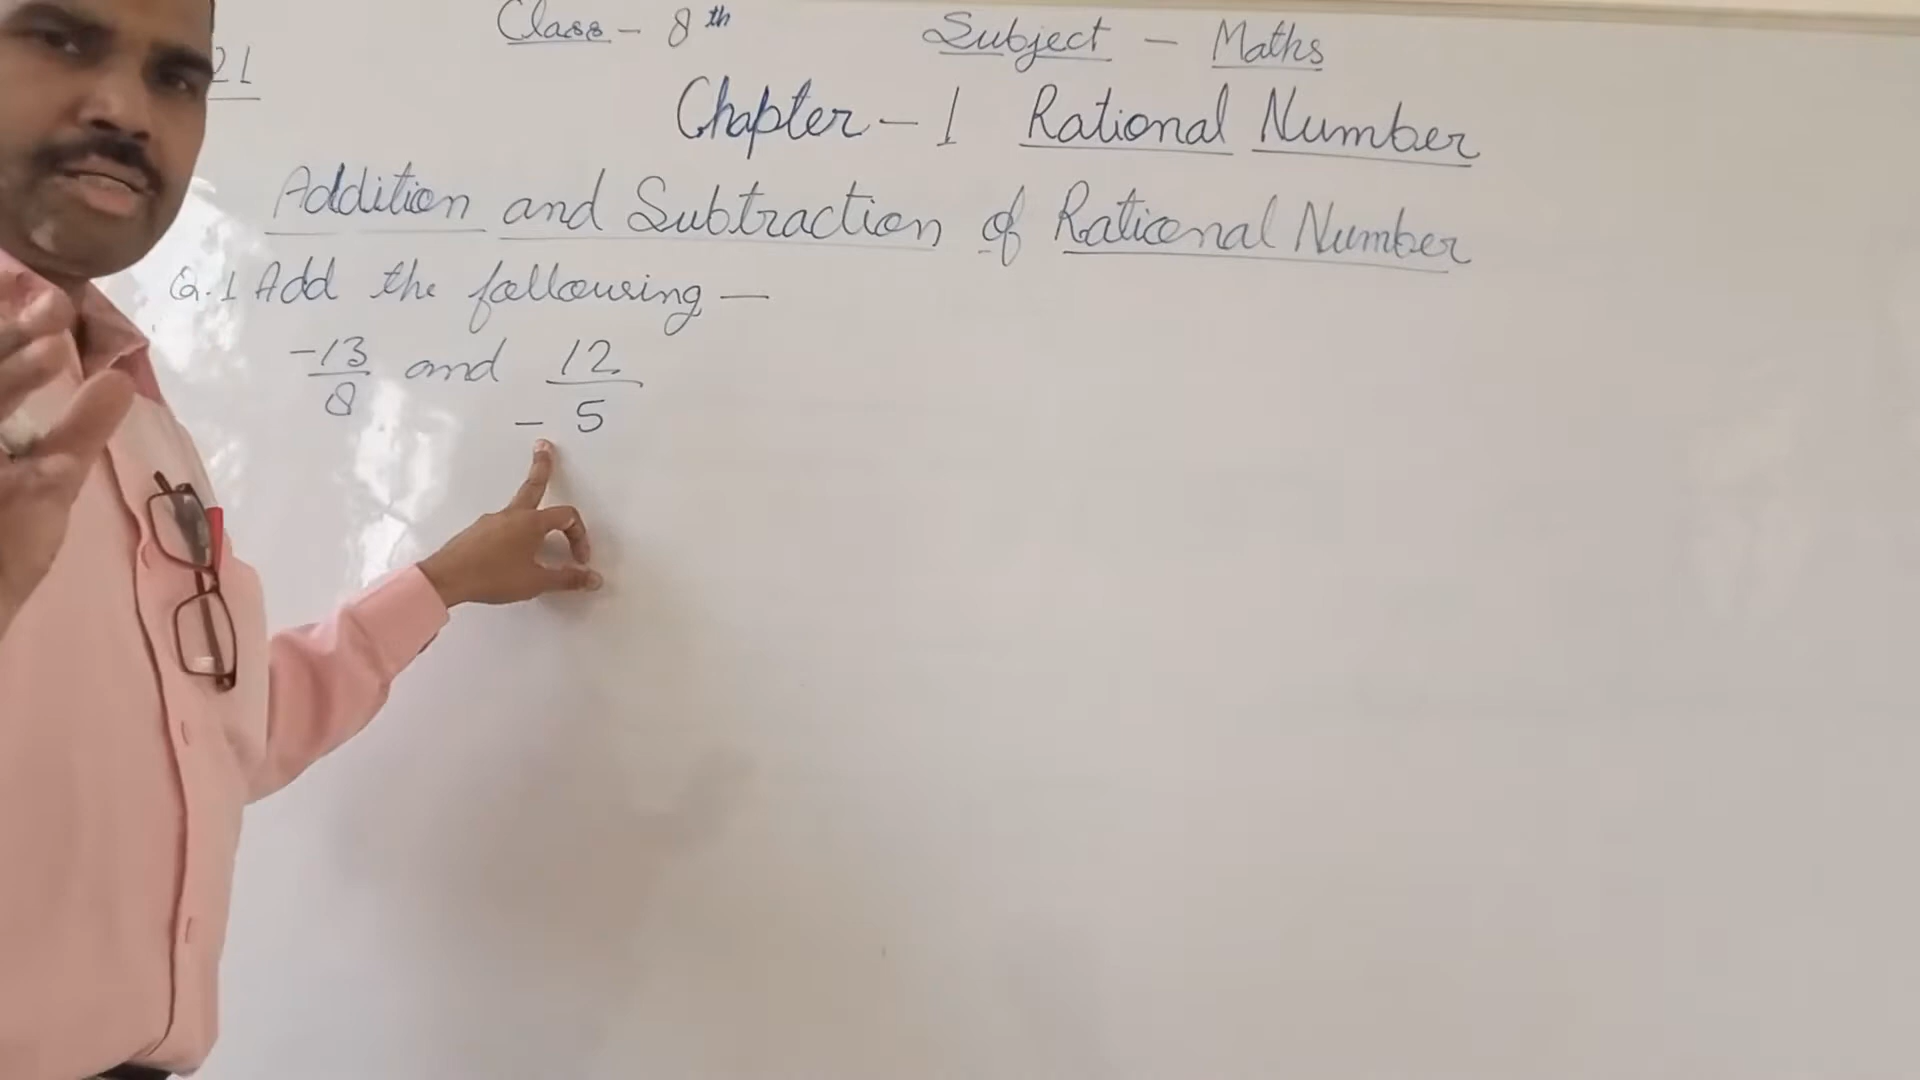 21 Class - 8th Subject - Maths
Chapter - 1 Rational Number
Addition and Subtraction of Rational Number
Q.1 Add the following -
-13/8 and 12/-5